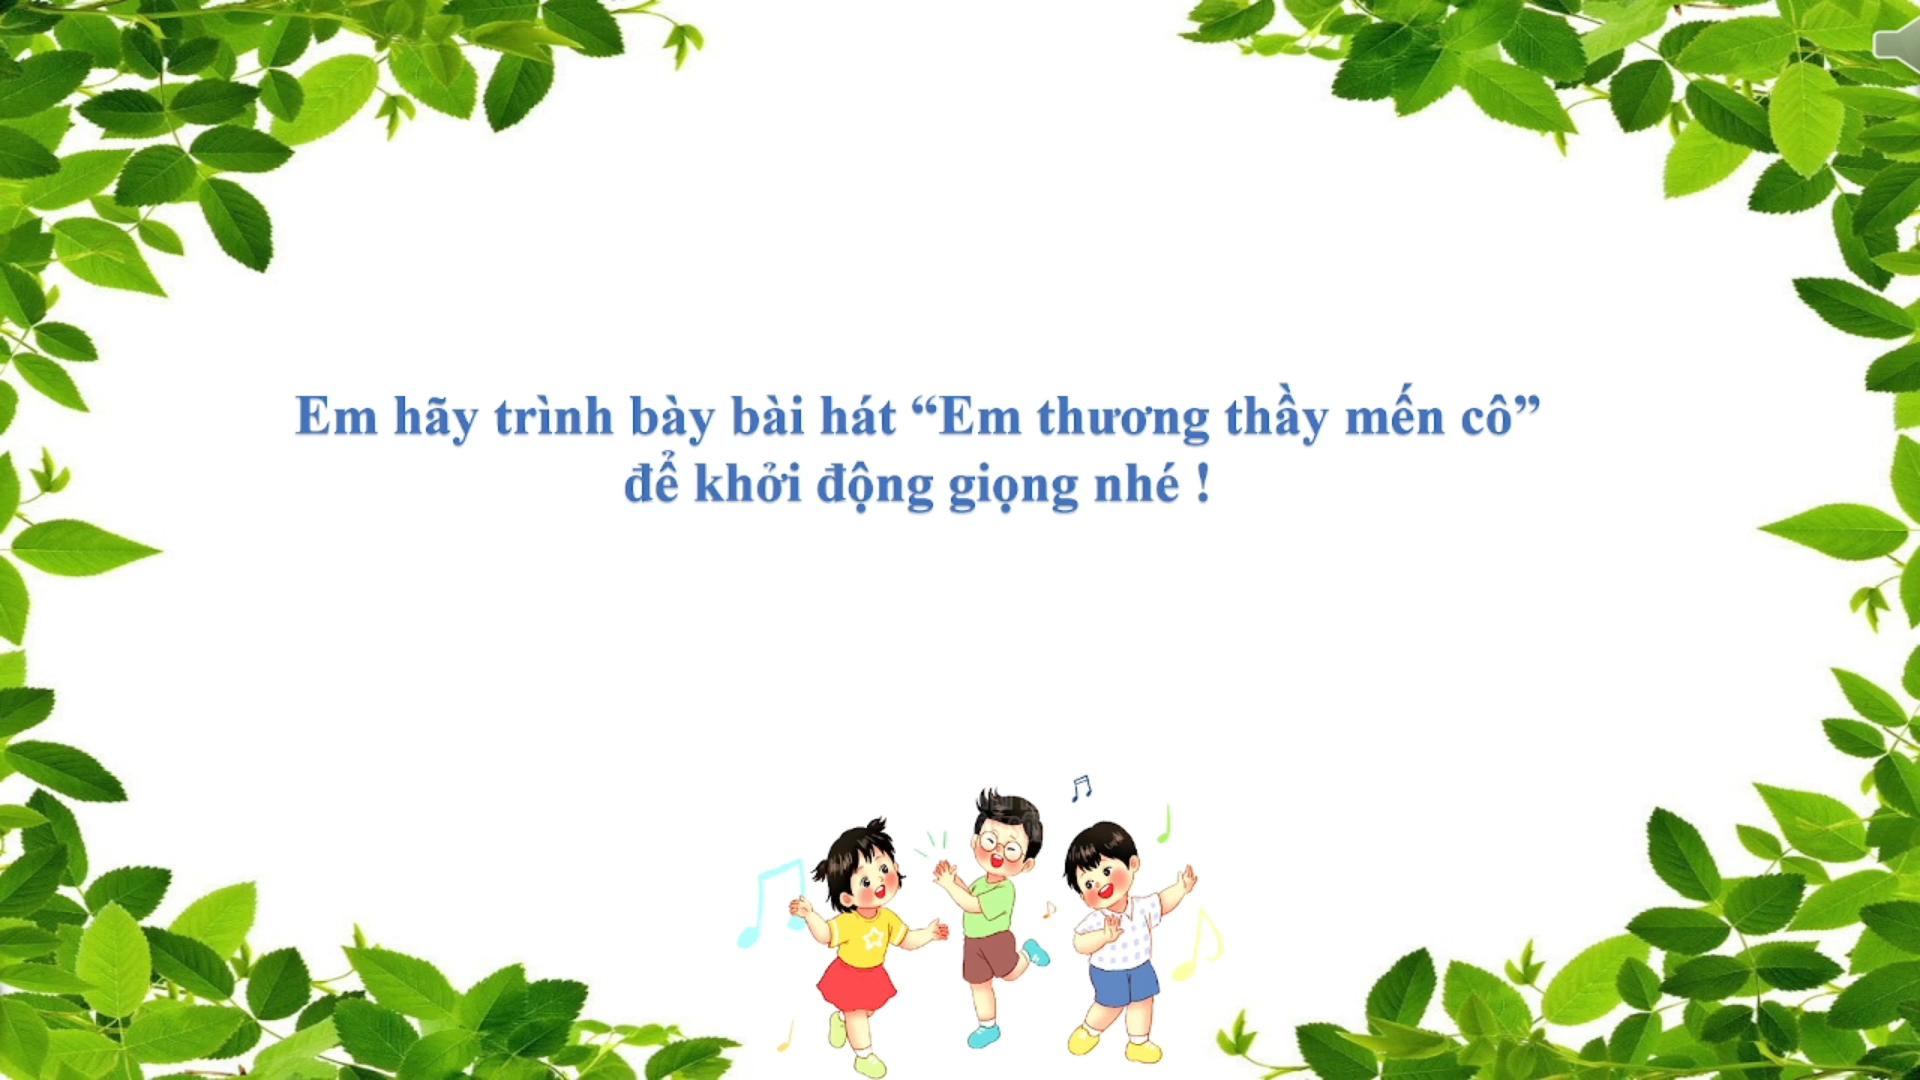 Em hãy trình bày bài hát “Em thương thầy mến cô”
để khởi động giọng nhé !